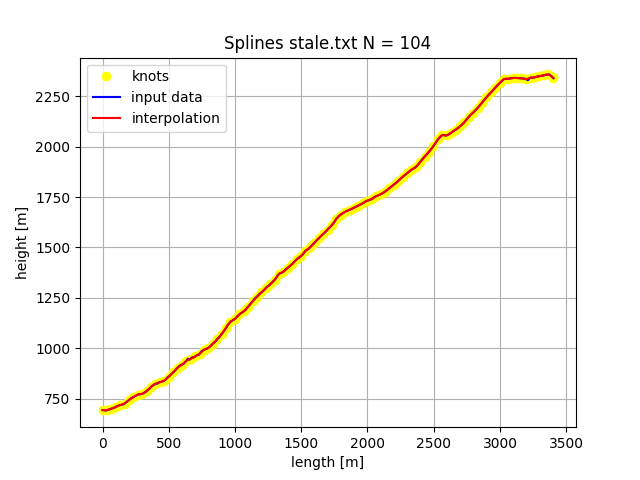 Splines stale.txt N = 104
knots
input data
interpolation
height [m]
2250
2000
1750
1500
1250
1000
750
0 500 1000 1500 2000 2500 3000 3500
length [m]